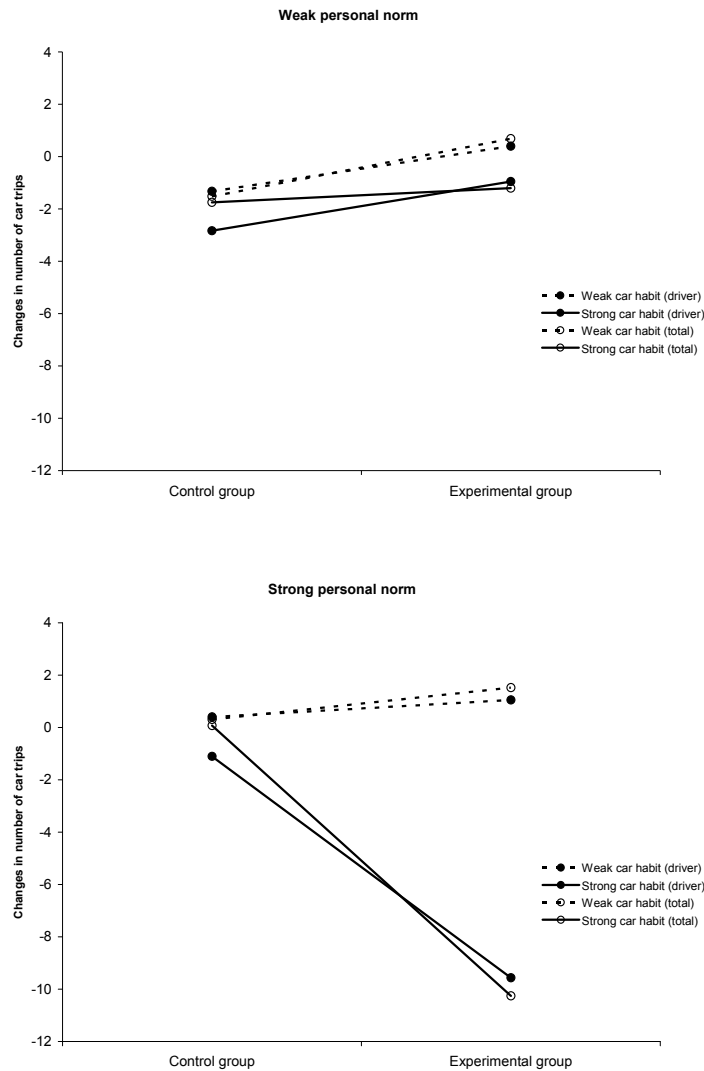 Weak personal norm
4
2
0
-2
-4
-6
-8
-10
-12
Changes in number of car trips
Control group
Experimental group
Weak car habit (driver)
Strong car habit (driver)
Weak car habit (total)
Strong car habit (total)
Strong personal norm
4
2
0
-2
-4
-6
-8
-10
-12
Changes in number of car trips
Control group
Experimental group
Weak car habit (driver)
Strong car habit (driver)
Weak car habit (total)
Strong car habit (total)